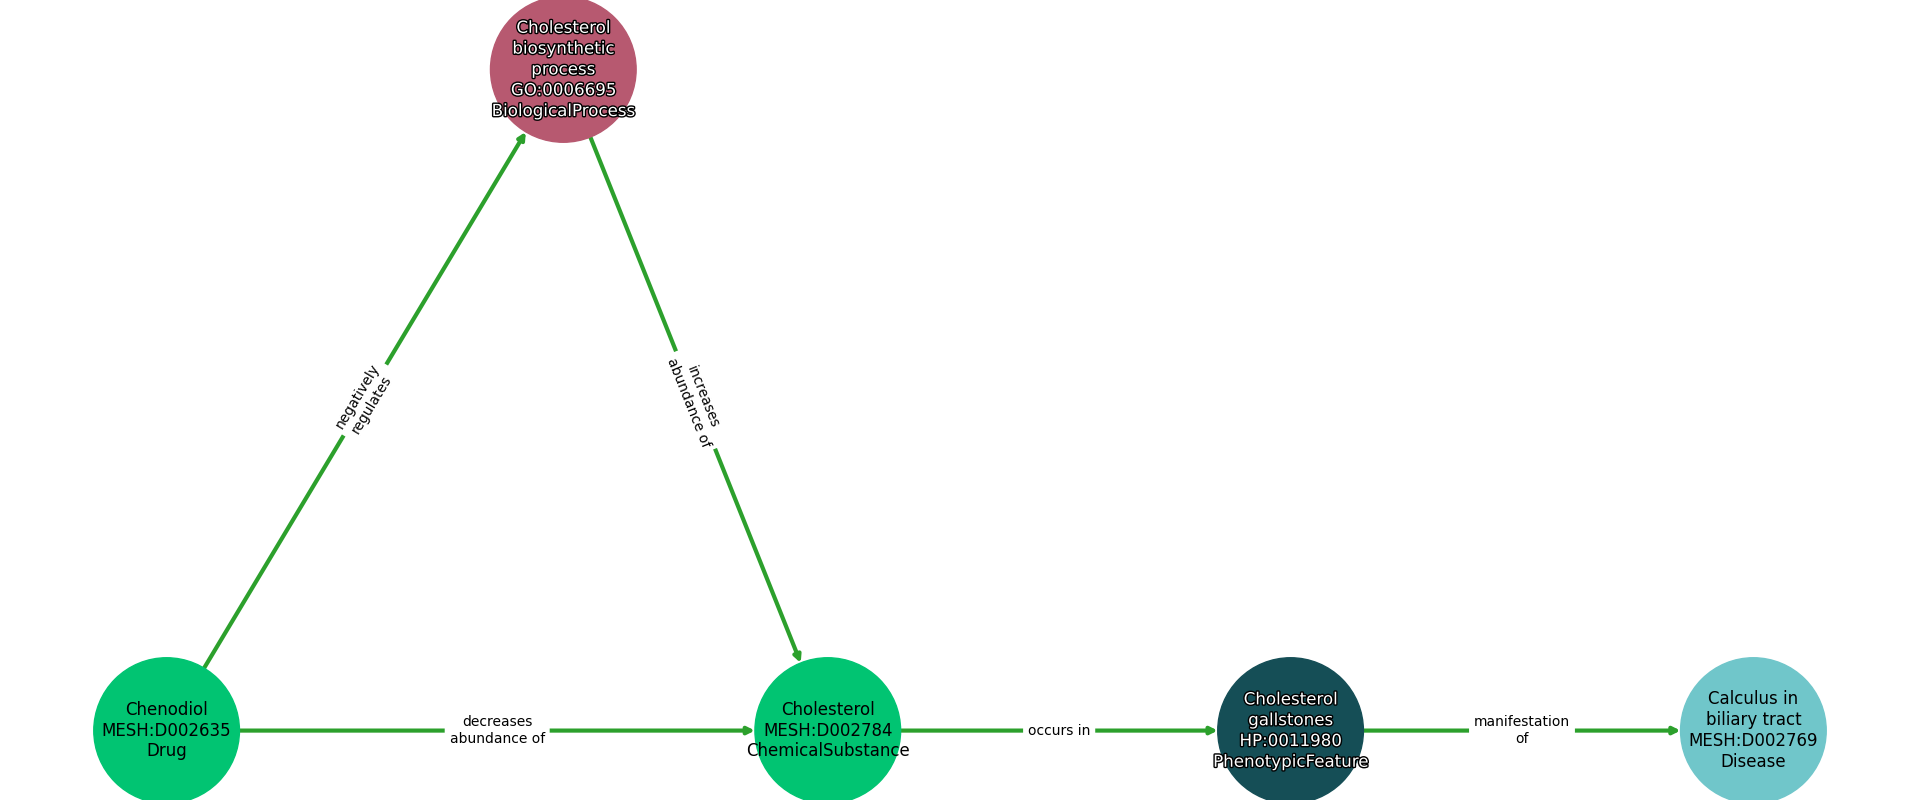 Cholesterol
biosynthetic
process
GO:0006695
BiologicalProcess
negatively
regulates
increases
abundance of
Chenodiol
MESH:D002635
Drug
decreases
abundance of
Cholesterol
MESH:D002784
ChemicalSubstance
occurs in
Cholesterol
gallstones
HP:0011980
PhenotypicFeature
manifestation
of
Calculus in
biliary tract
MESH:D002769
Disease